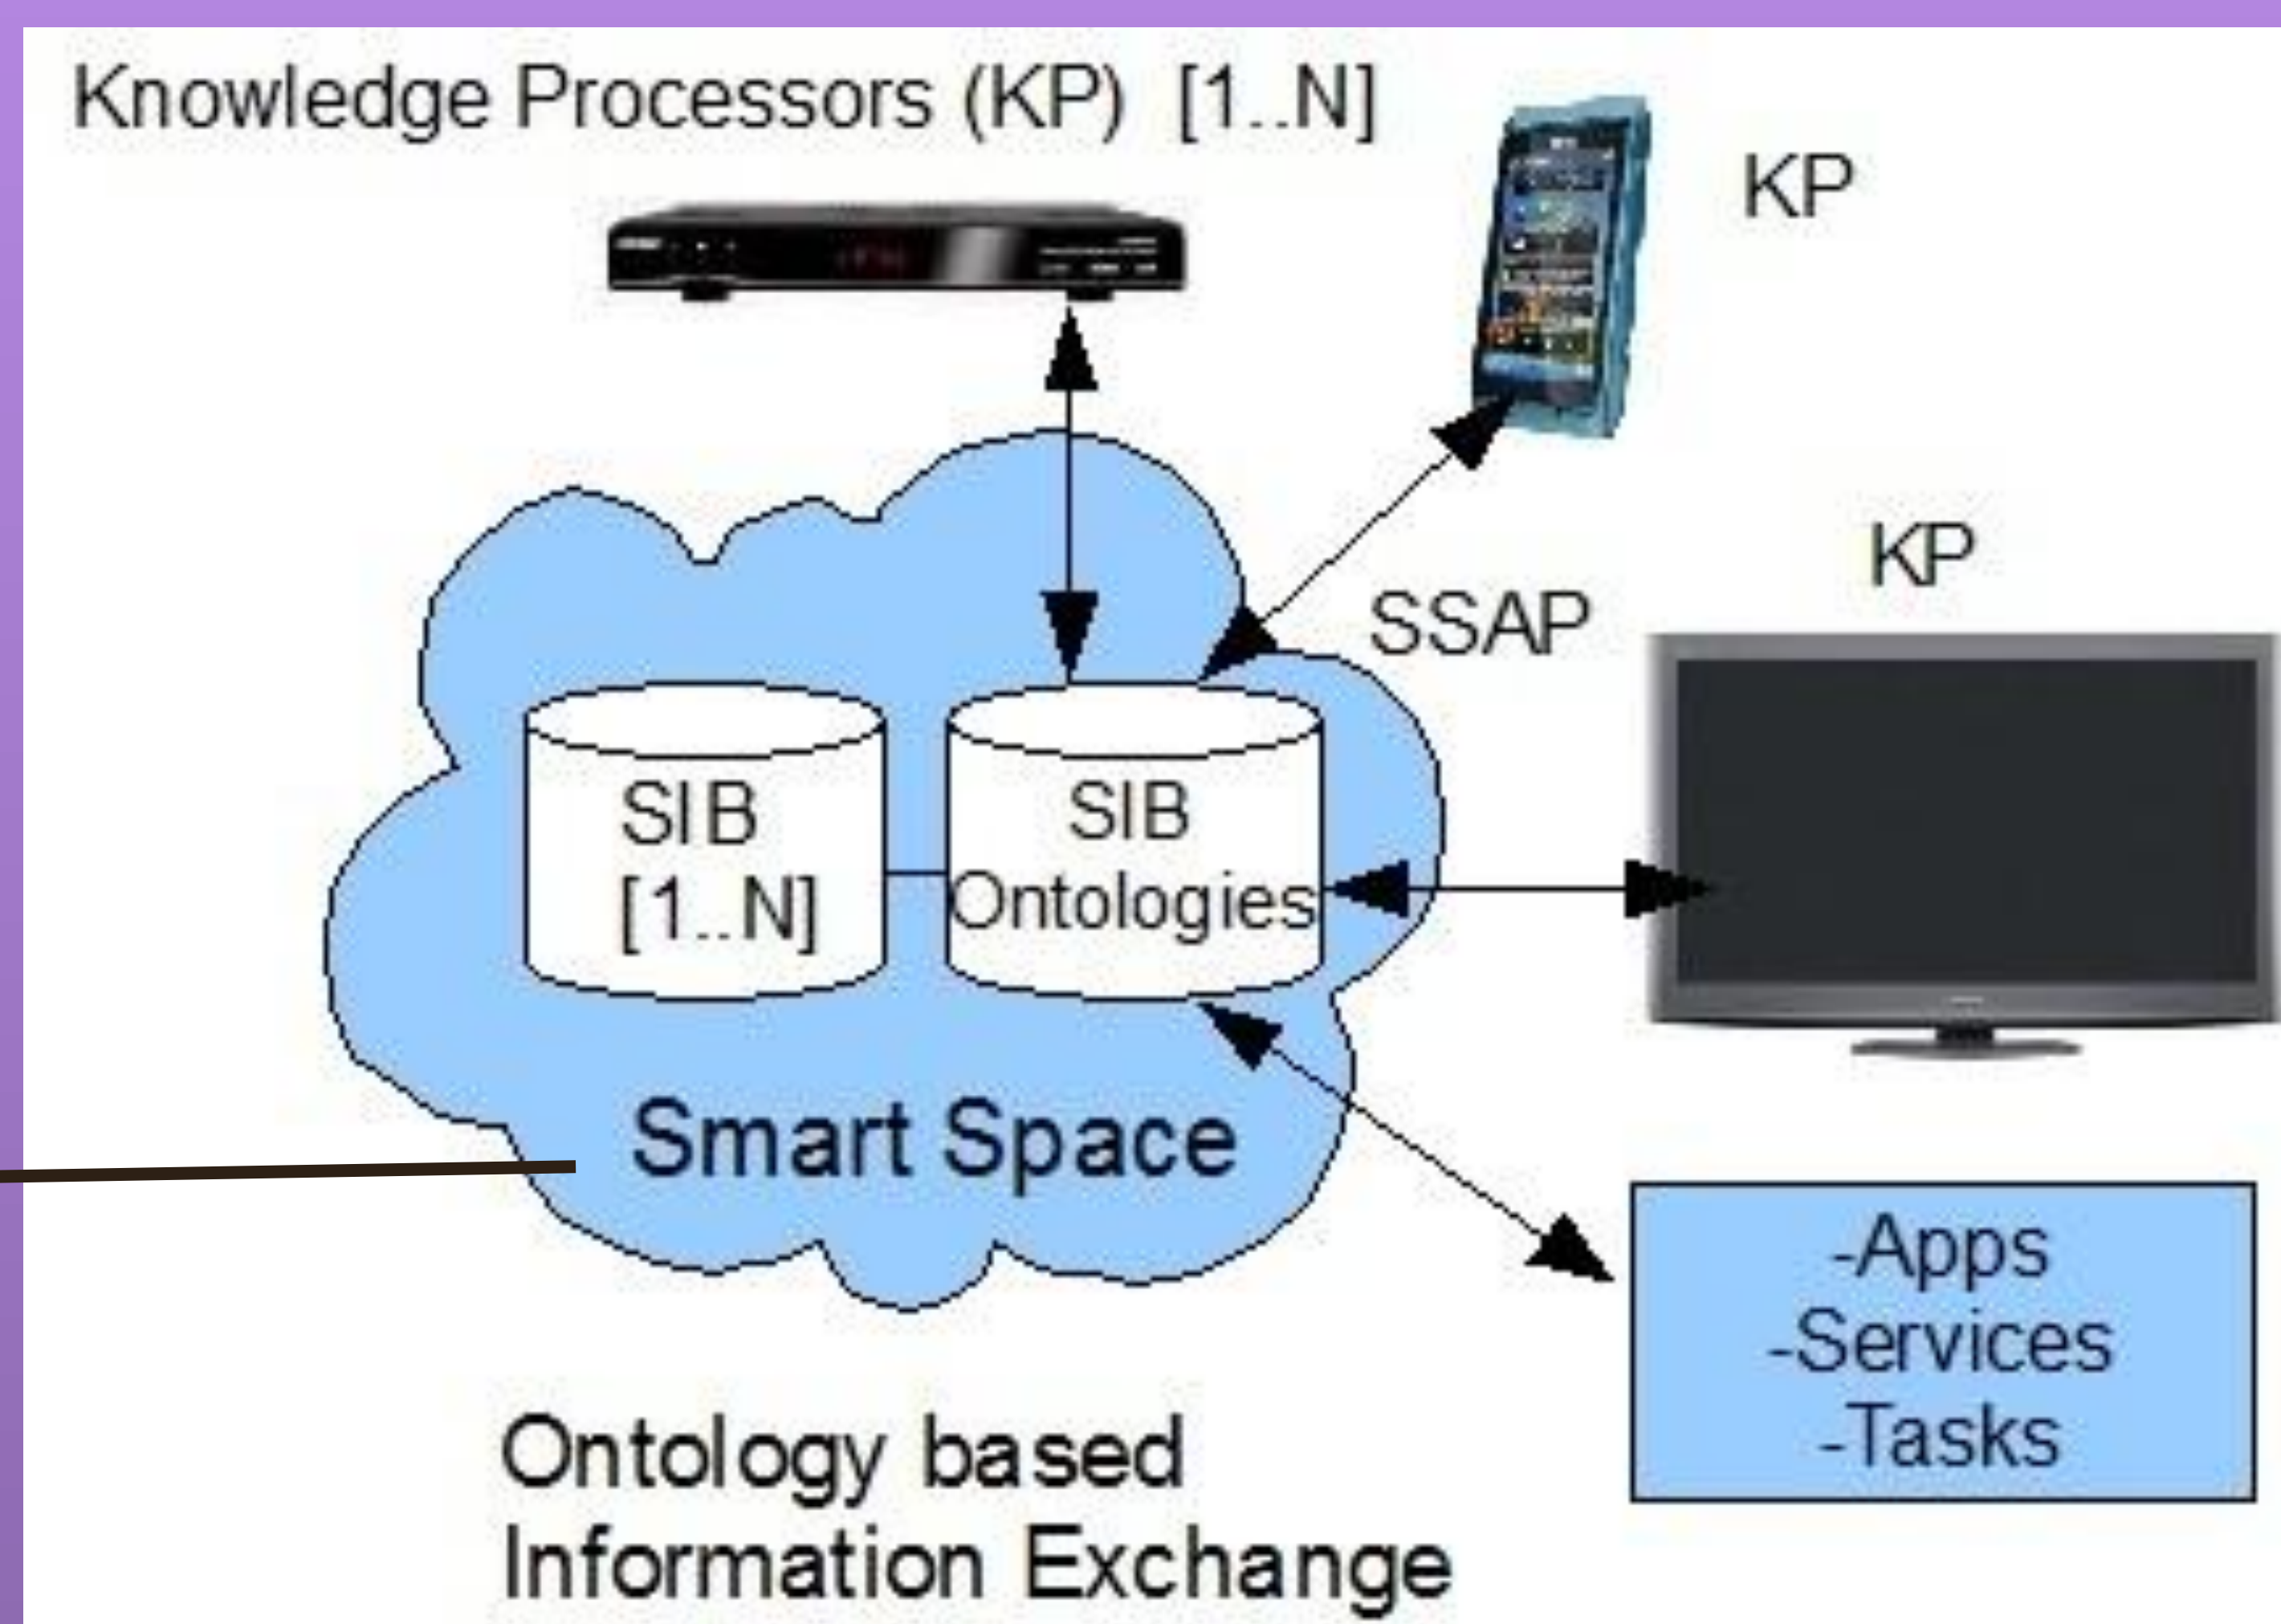 Knowledge Processors (KP) [1..N]
KP
KP
SSAP
SIB
[1..N]
SIB
Ontologies
Smart Space
-Apps
-Services
-Tasks
Ontology based
Information Exchange